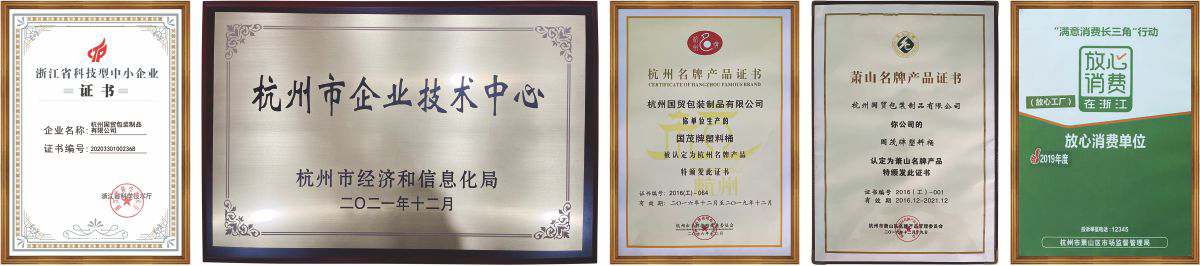 浙江省科技型中小企业
证书
企业名称：杭州国贸包装制品
有限公司
证书编号：20203301002368
浙江省科学技术厅
杭州市企业技术中心
杭州市经济和信息化局
二〇二一年十二月
杭州名牌
杭州名牌产品证书
CERTIFICATE OF HANGZHOU FAMOUS BRAND
杭州国贸包装制品有限公司
你单位生产的
国茂牌塑料桶
被认定为杭州名牌产品
特颁发此证书
证书编号：2016(工)-064
有效期：二〇一六年十二月至二〇一九年十二月
萧山名牌产品证书
杭州国贸包装制品有限公司
你公司的
国茂牌塑料桶
认定为萧山名牌产品
特颁发此证书
证书编号 2016（工）-001
有效期 2016.12-2021.12
“满意消费长三角”行动
放心
消费
在浙江
（放心工厂）
放心消费单位
2019年度
投诉举报电话:12345
杭州市萧山区市场监督管理局